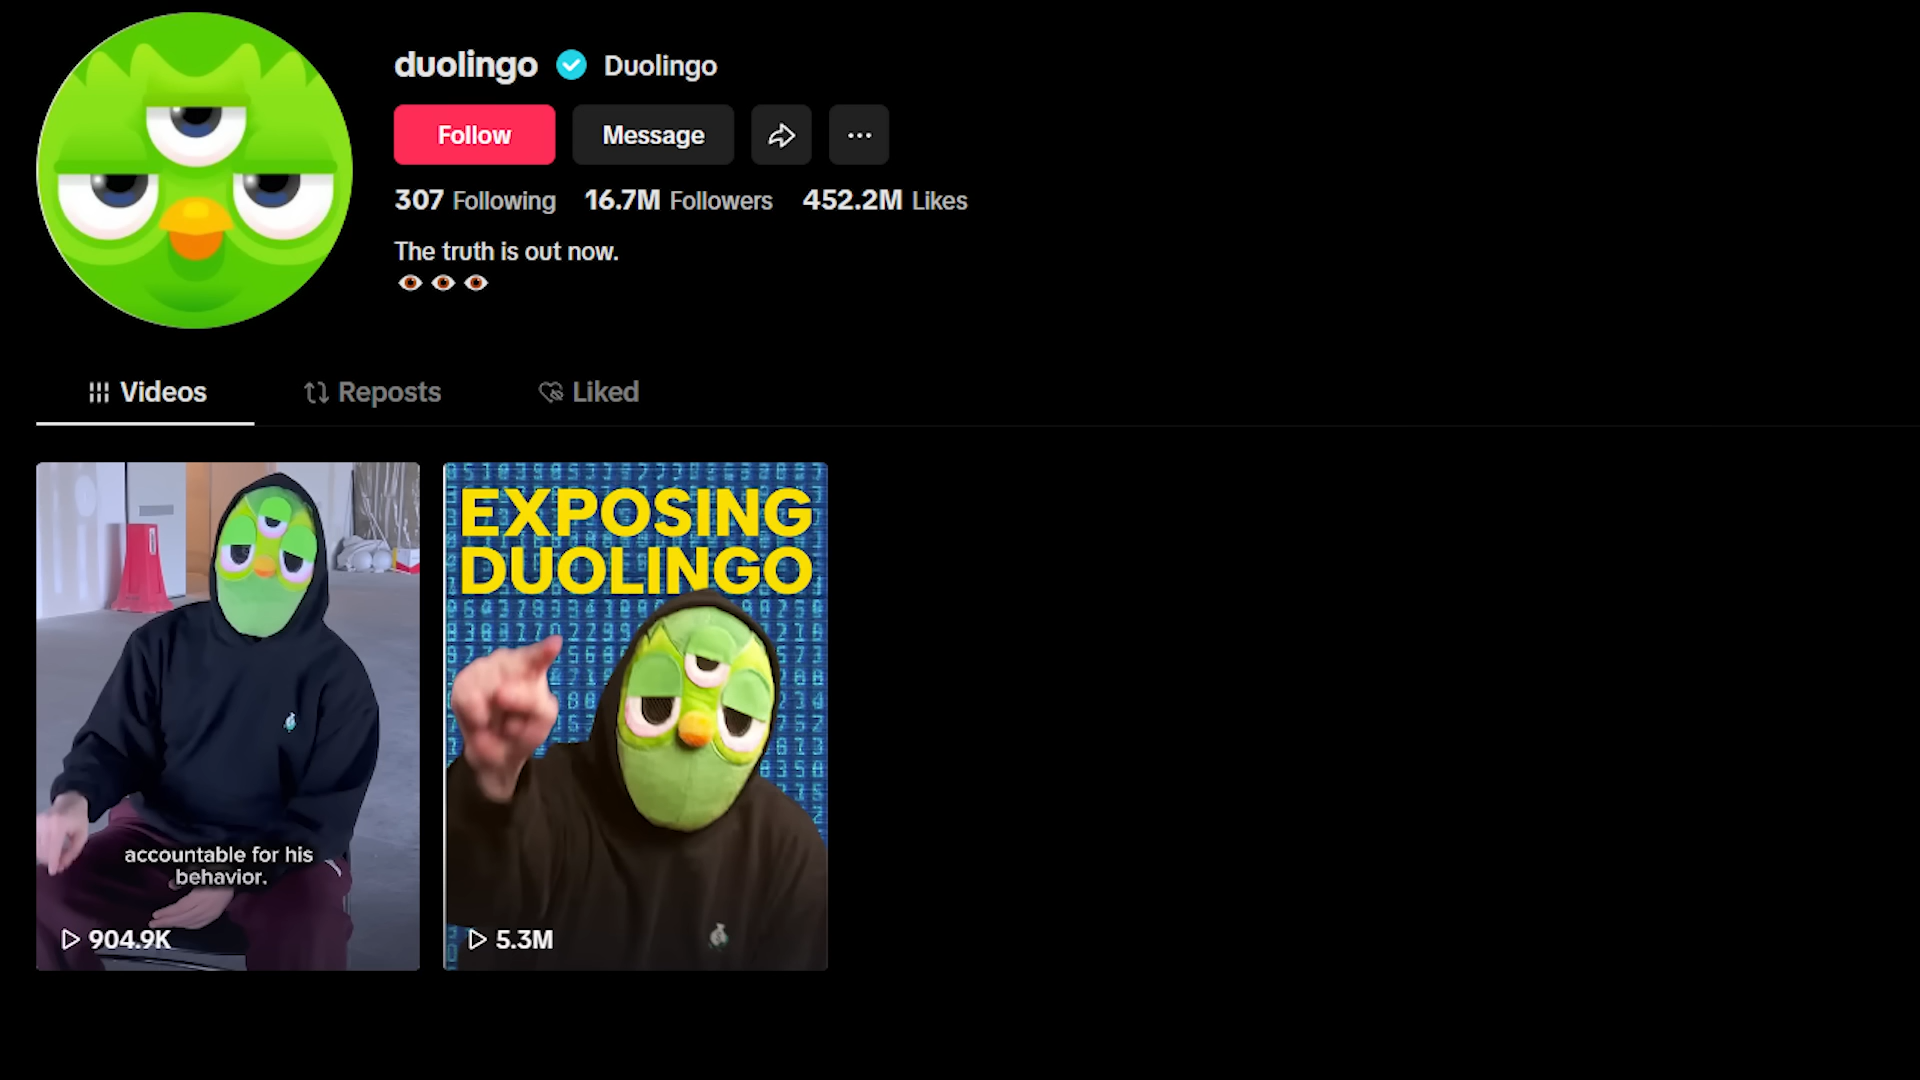 duolingo Duolingo
Follow Message
307 Following 16.7M Followers 452.2M Likes
The truth is out now.
Videos Reposts Liked
accountable for his
behavior.
904.9K
EXPOSING
DUOLINGO
5.3M